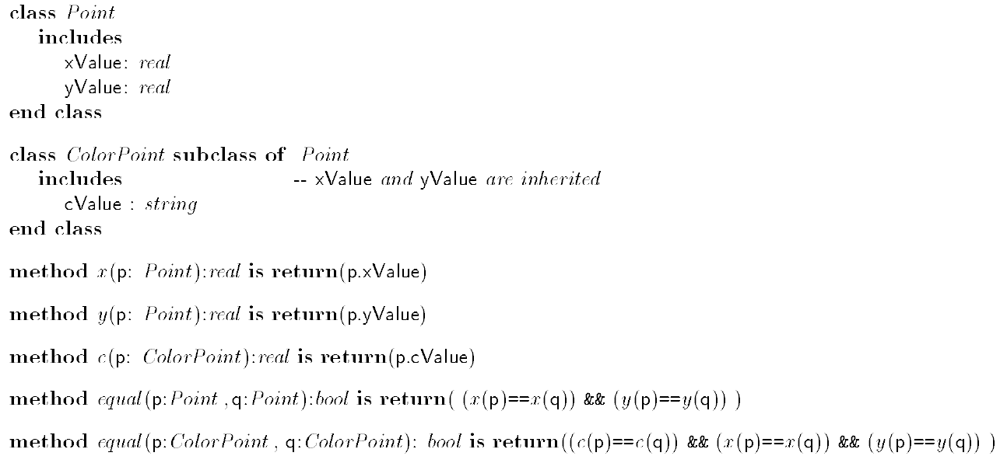 class Point
includes
xValue: real
yValue: real
end class
class ColorPoint subclass of Point
includes -- xValue and yValue are inherited
cValue : string
end class
method x(p: Point):real is return(p.xValue)
method y(p: Point):real is return(p.yValue)
method c(p: ColorPoint):real is return(p.cValue)
method equal(p:Point ,q:Point):bool is return( (x(p)==x(q)) && (y(p)==y(q)) )
method equal(p:ColorPoint , q:ColorPoint): bool is return((c(p)==c(q)) && (x(p)==x(q)) && (y(p)==y(q)) )